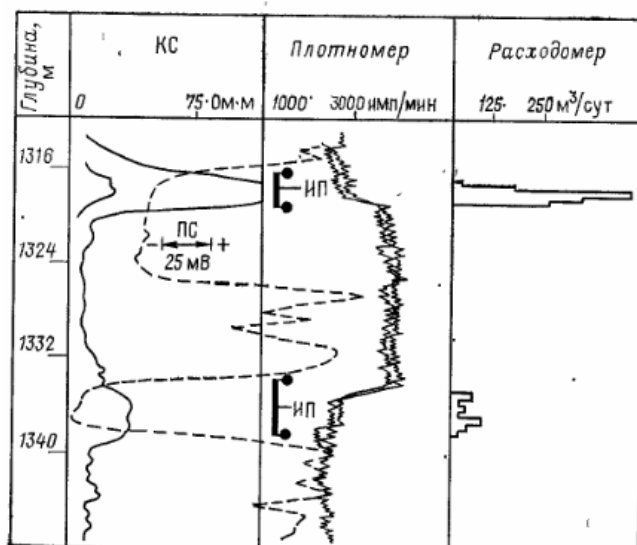 Глубина, м
КС
Плотномер
Расходомер
0 75 Ом·м
1000 3000 имп/мин
125 250 м³/сут
1316
ИП
ПС
- +
25 мВ
1324
1332
ИП
1340